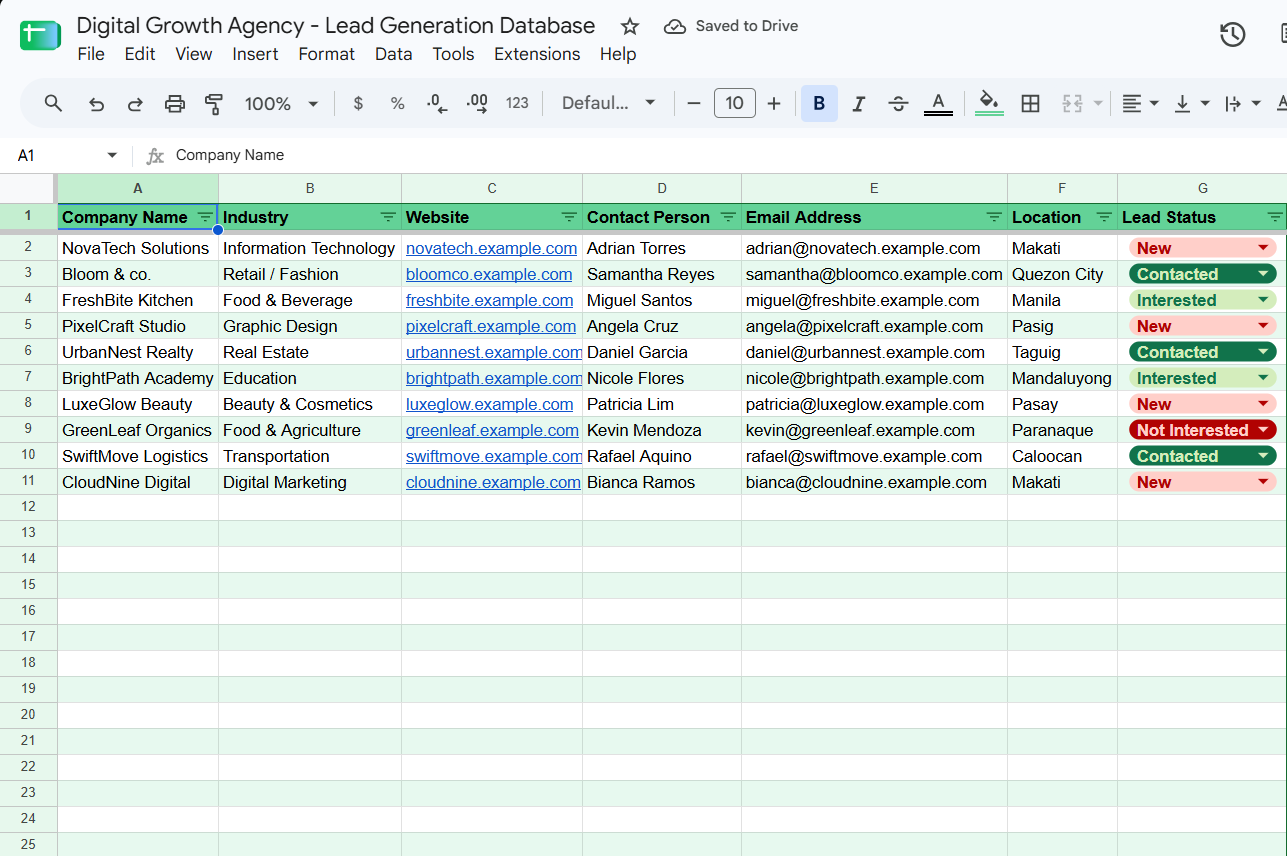 Digital Growth Agency - Lead Generation Database Saved to Drive
File Edit View Insert Format Data Tools Extensions Help
100% $ % .0 .00 123 Defaul... 10 B I S A
A1 fx Company Name
A B C D E F G
1 Company Name Industry Website Contact Person Email Address Location Lead Status
2 NovaTech Solutions Information Technology novatech.example.com Adrian Torres adrian@novatech.example.com Makati New
3 Bloom & co. Retail / Fashion bloomco.example.com Samantha Reyes samantha@bloomco.example.com Quezon City Contacted
4 FreshBite Kitchen Food & Beverage freshbite.example.com Miguel Santos miguel@freshbite.example.com Manila Interested
5 PixelCraft Studio Graphic Design pixelcraft.example.com Angela Cruz angela@pixelcraft.example.com Pasig New
6 UrbanNest Realty Real Estate urbannest.example.com Daniel Garcia daniel@urbannest.example.com Taguig Contacted
7 BrightPath Academy Education brightpath.example.com Nicole Flores nicole@brightpath.example.com Mandaluyong Interested
8 LuxeGlow Beauty Beauty & Cosmetics luxeglow.example.com Patricia Lim patricia@luxeglow.example.com Pasay New
9 GreenLeaf Organics Food & Agriculture greenleaf.example.com Kevin Mendoza kevin@greenleaf.example.com Paranaque Not Interested
10 SwiftMove Logistics Transportation swiftmove.example.com Rafael Aquino rafael@swiftmove.example.com Caloocan Contacted
11 CloudNine Digital Digital Marketing cloudnine.example.com Bianca Ramos bianca@cloudnine.example.com Makati New
12
13
14
15
16
17
18
19
20
21
22
23
24
25